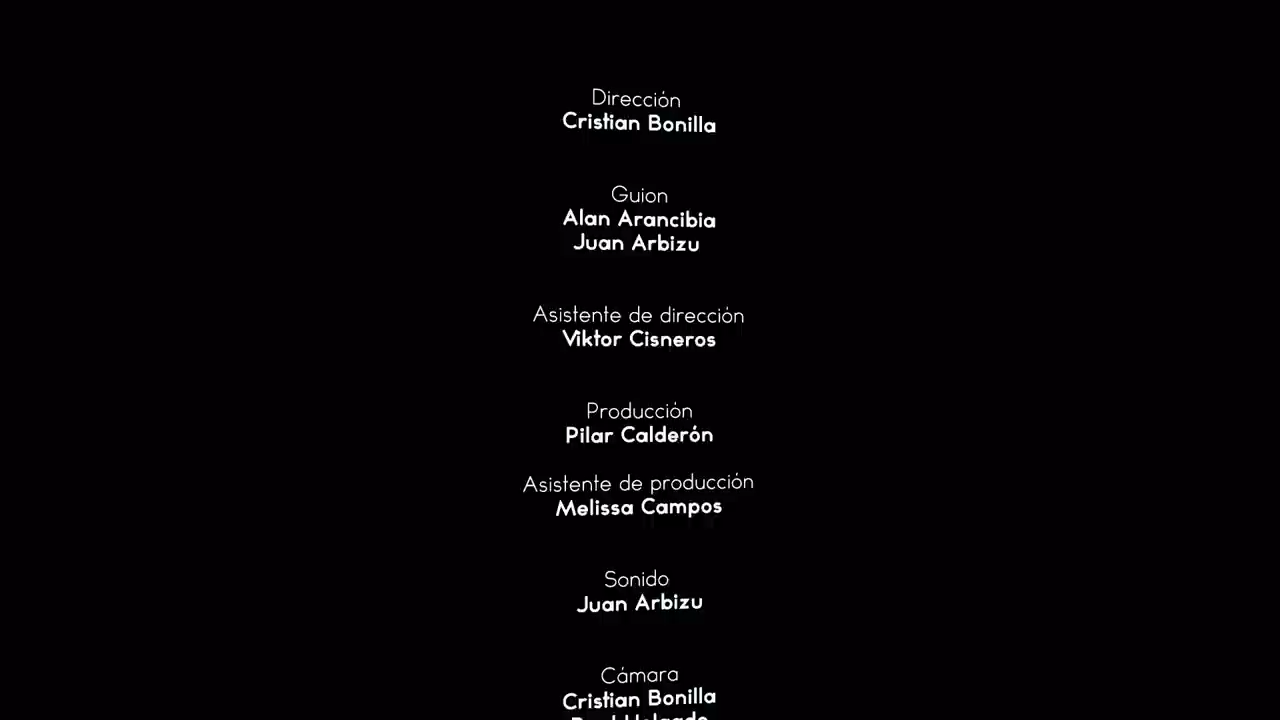 Dirección
Cristian Bonilla
Guion
Alan Arancibia
Juan Arbizu
Asistente de dirección
Viktor Cisneros
Producción
Pilar Calderón
Asistente de producción
Melissa Campos
Sonido
Juan Arbizu
Cámara
Cristian Bonilla